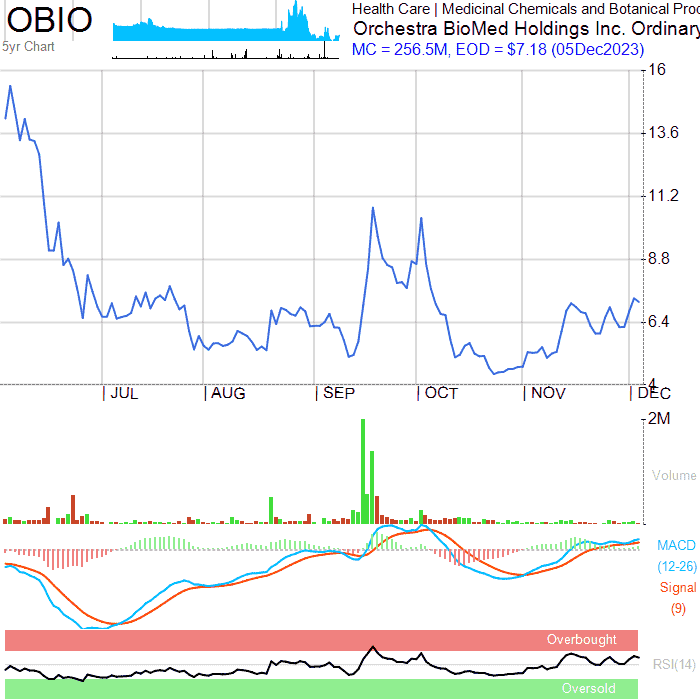 OBIO
5yr Chart
Health Care | Medicinal Chemicals and Botanical Proc
Orchestra BioMed Holdings Inc. Ordinary
MC = 256.5M, EOD = $7.18 (05Dec2023)
16
13.6
11.2
8.8
6.4
4
JUL AUG SEP OCT NOV DEC
2M
Volume
MACD
(12-26)
Signal
(9)
Overbought
RSI(14)
Oversold